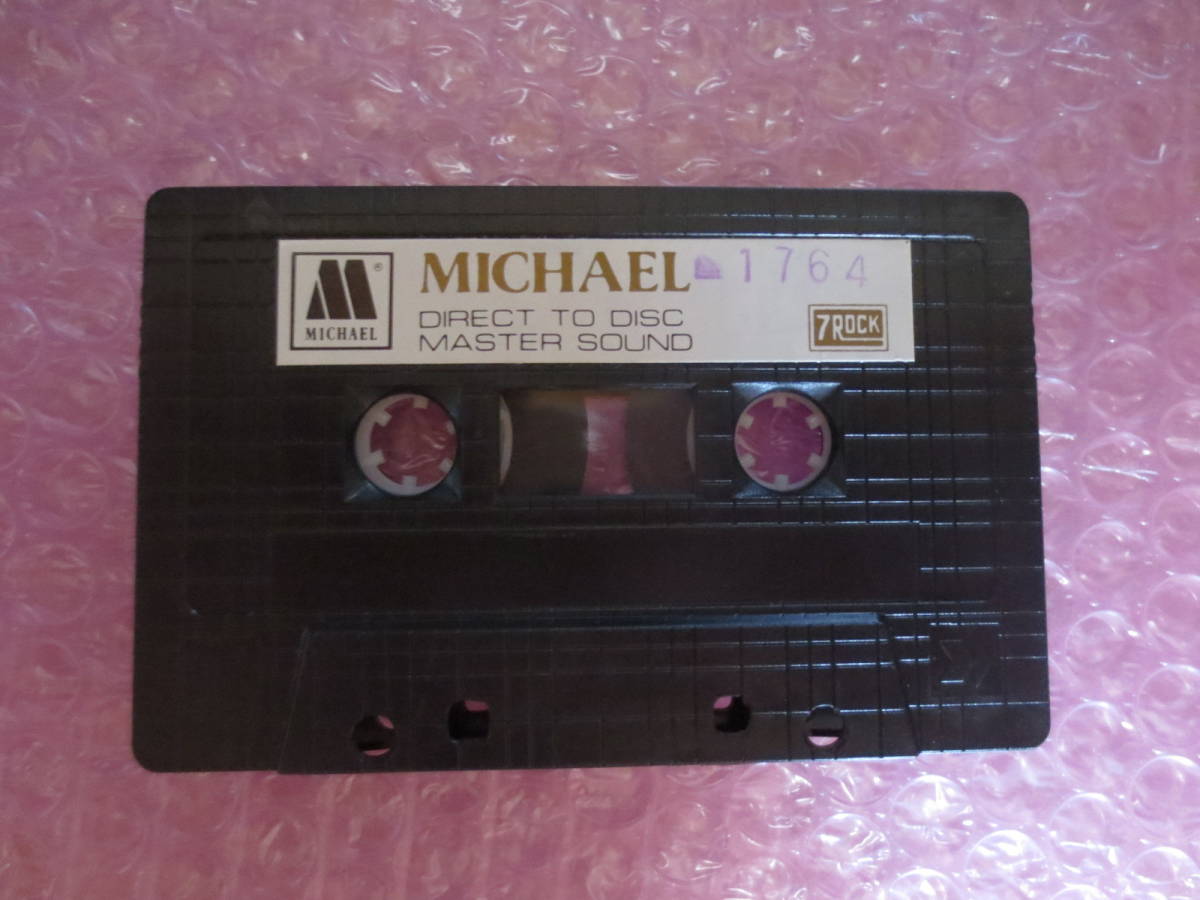 M®
MICHAEL
MICHAEL 1764
DIRECT TO DISC
MASTER SOUND
7ROCK